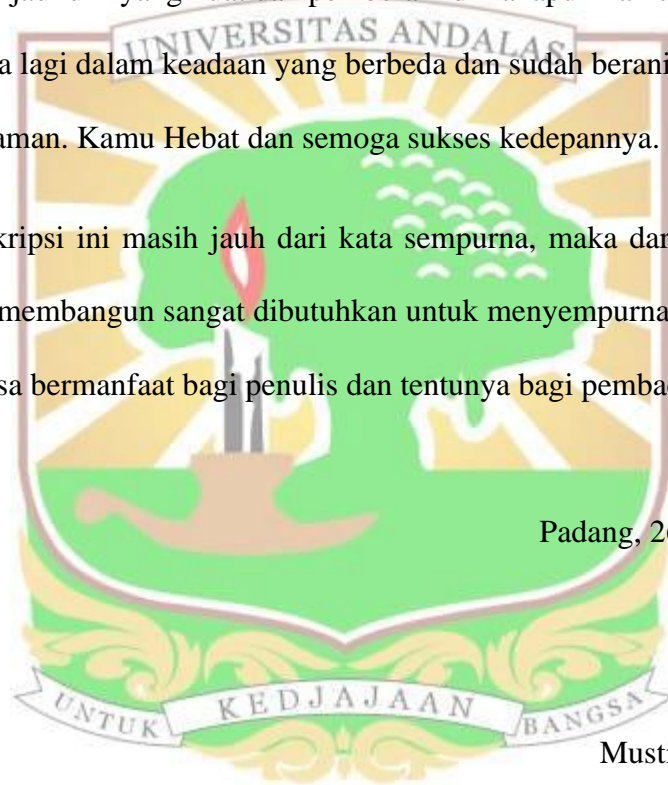 UNIVERSITAS ANDALAS
a lagi dalam keadaan yang berbeda dan sudah berani
aman. Kamu Hebat dan semoga sukses kedepannya.
kripsi ini masih jauh dari kata sempurna, maka dar
membangun sangat dibutuhkan untuk menyempurna
sa bermanfaat bagi penulis dan tentunya bagi pemba
Padang, 2
UNTUK KEDJAJAAN BANGSA
Musti